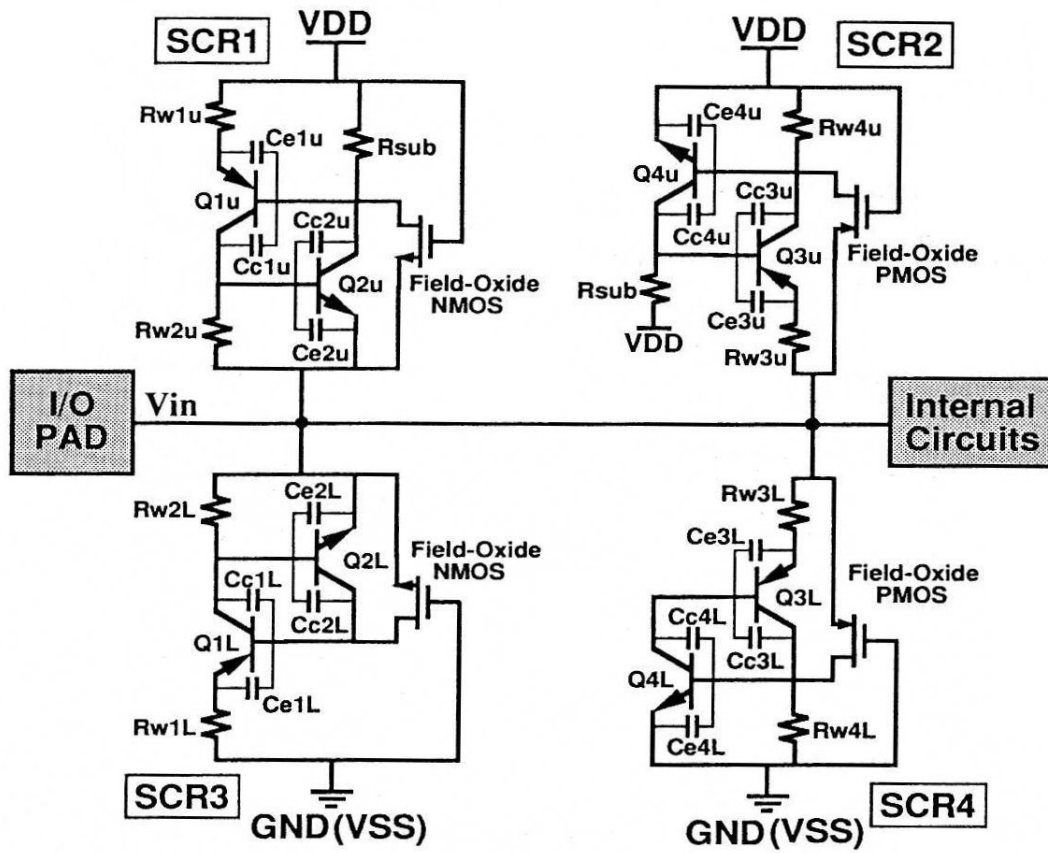 SCR1
VDD
VDD
SCR2
Rw1u
Ce1u
Rsub
Ce4u
Rw4u
Q1u
Cc2u
Q4u
Cc3u
Cc1u
Q2u
Field-Oxide
NMOS
Cc4u
Q3u
Field-Oxide
PMOS
Rsub
Rw2u
Ce2u
Ce3u
VDD
Rw3u
I/O
PAD
Vin
Internal
Circuits
Rw2L
Ce2L
Rw3L
Q2L
Field-Oxide
NMOS
Ce3L
Field-Oxide
PMOS
Cc1L
Q3L
Cc2L
Cc4L
Cc3L
Q1L
Q4L
Ce1L
Rw1L
Ce4L
Rw4L
SCR3
GND(VSS)
GND(VSS)
SCR4